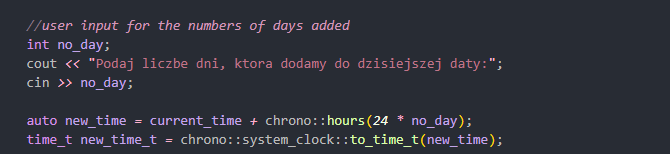 //user input for the numbers of days added
int no_day;
cout << "Podaj liczbe dni, ktora dodamy do dzisiejszej daty:";
cin >> no_day;
auto new_time = current_time + chrono::hours(24 * no_day);
time_t new_time_t = chrono::system_clock::to_time_t(new_time);